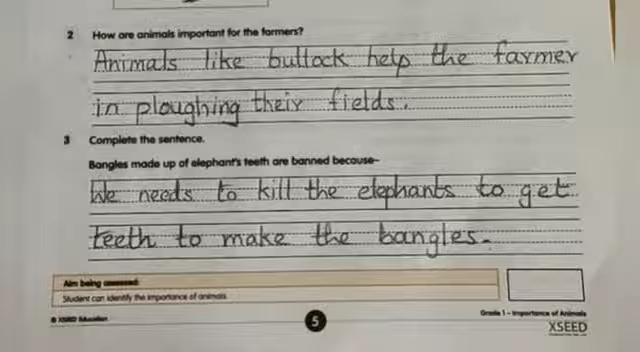 2 How are animals important for the farmers?
Animals like bullock help the farmer
in ploughing their fields.
3 Complete the sentence.
Bangles made up of elephant's teeth are banned because-
We needs to kill the elephants to get
teeth to make the bangles.
Aim being assessed:
Student can identify the importance of animals
© XSEED Education
5
Grade 1 - Importance of Animals
XSEED